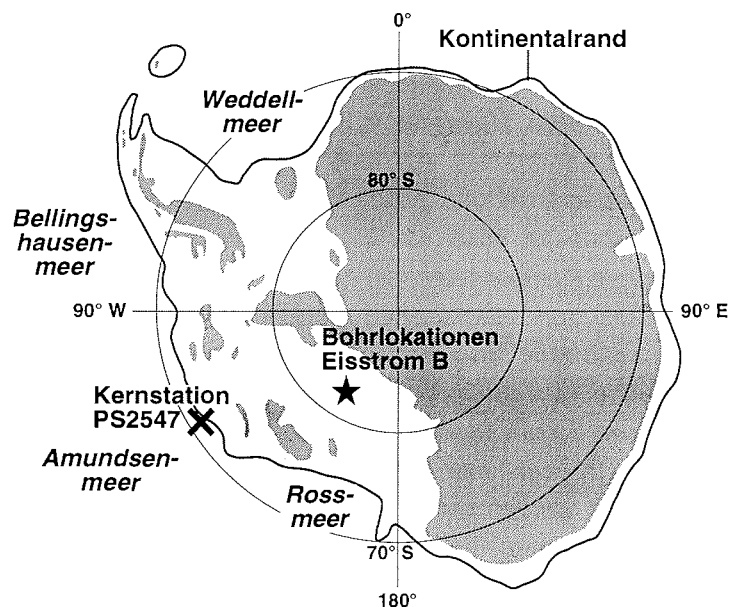 0°
Kontinentalrand
Weddell-
meer
80° S
Bellings-
hausen-
meer
90° W
90° E
Bohrlokationen
Eisstrom B
Kernstation
PS2547
Amundsen-
meer
Ross-
meer
70° S
180°